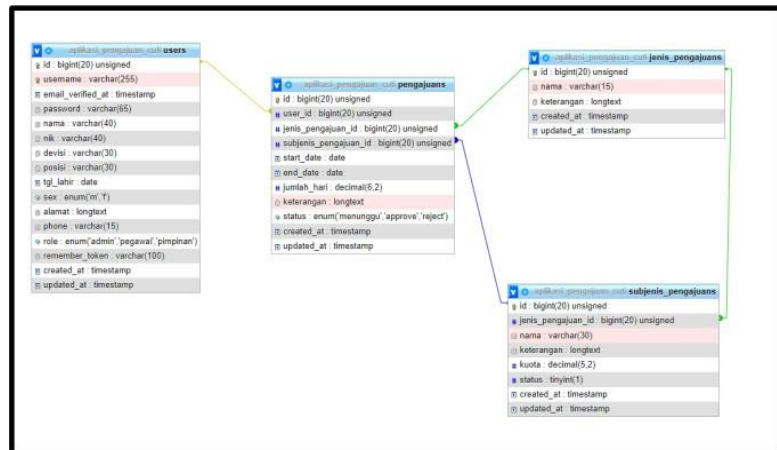 aplikasi_pengajuan_cuti users
id : bigint(20) unsigned
username : varchar(255)
email_verified_at : timestamp
password : varchar(65)
nama : varchar(40)
nik : varchar(40)
devisi : varchar(30)
posisi : varchar(30)
tgl_lahir : date
sex : enum('m','f')
alamat : longtext
phone : varchar(15)
role : enum('admin','pegawai','pimpinan')
remember_token : varchar(100)
created_at : timestamp
updated_at : timestamp
aplikasi_pengajuan_cuti pengajuans
id : bigint(20) unsigned
user_id : bigint(20) unsigned
jenis_pengajuan_id : bigint(20) unsigned
subjenis_pengajuan_id : bigint(20) unsigned
start_date : date
end_date : date
jumlah_hari : decimal(5,2)
keterangan : longtext
status : enum('menunggu','approve','reject')
created_at : timestamp
updated_at : timestamp
aplikasi_pengajuan_cuti jenis_pengajuans
id : bigint(20) unsigned
nama : varchar(15)
keterangan : longtext
created_at : timestamp
updated_at : timestamp
aplikasi_pengajuan_cuti subjenis_pengajuans
id : bigint(20) unsigned
jenis_pengajuan_id : bigint(20) unsigned
nama : varchar(30)
keterangan : longtext
kuota : decimal(5,2)
status : tinyint(1)
created_at : timestamp
updated_at : timestamp